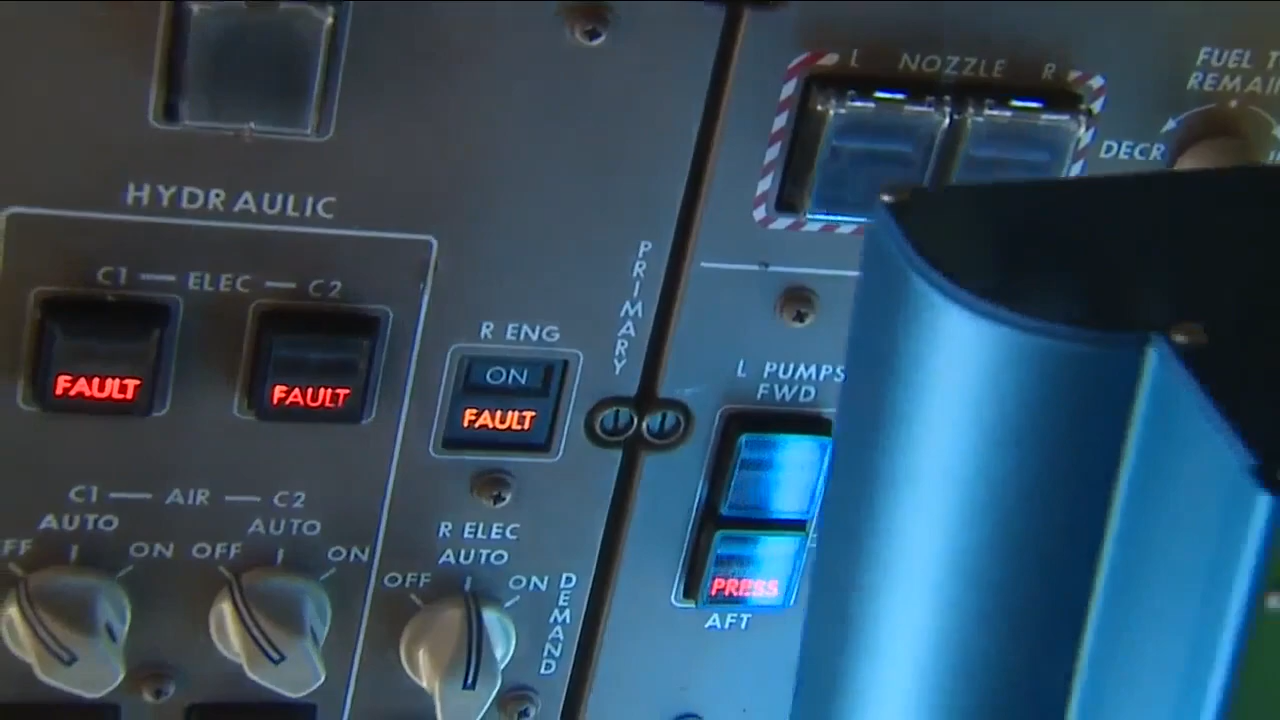 L NOZZLE R
FUEL T
REMAI
DECR
HYDRAULIC
C1 ELEC C2
FAULT
FAULT
R ENG
ON
FAULT
PRIMARY
L PUMPS
FWD
PRESS
AFT
C1 AIR C2
AUTO
AUTO
FF
ON
OFF
ON
R ELEC
AUTO
OFF
ON
DEMAND